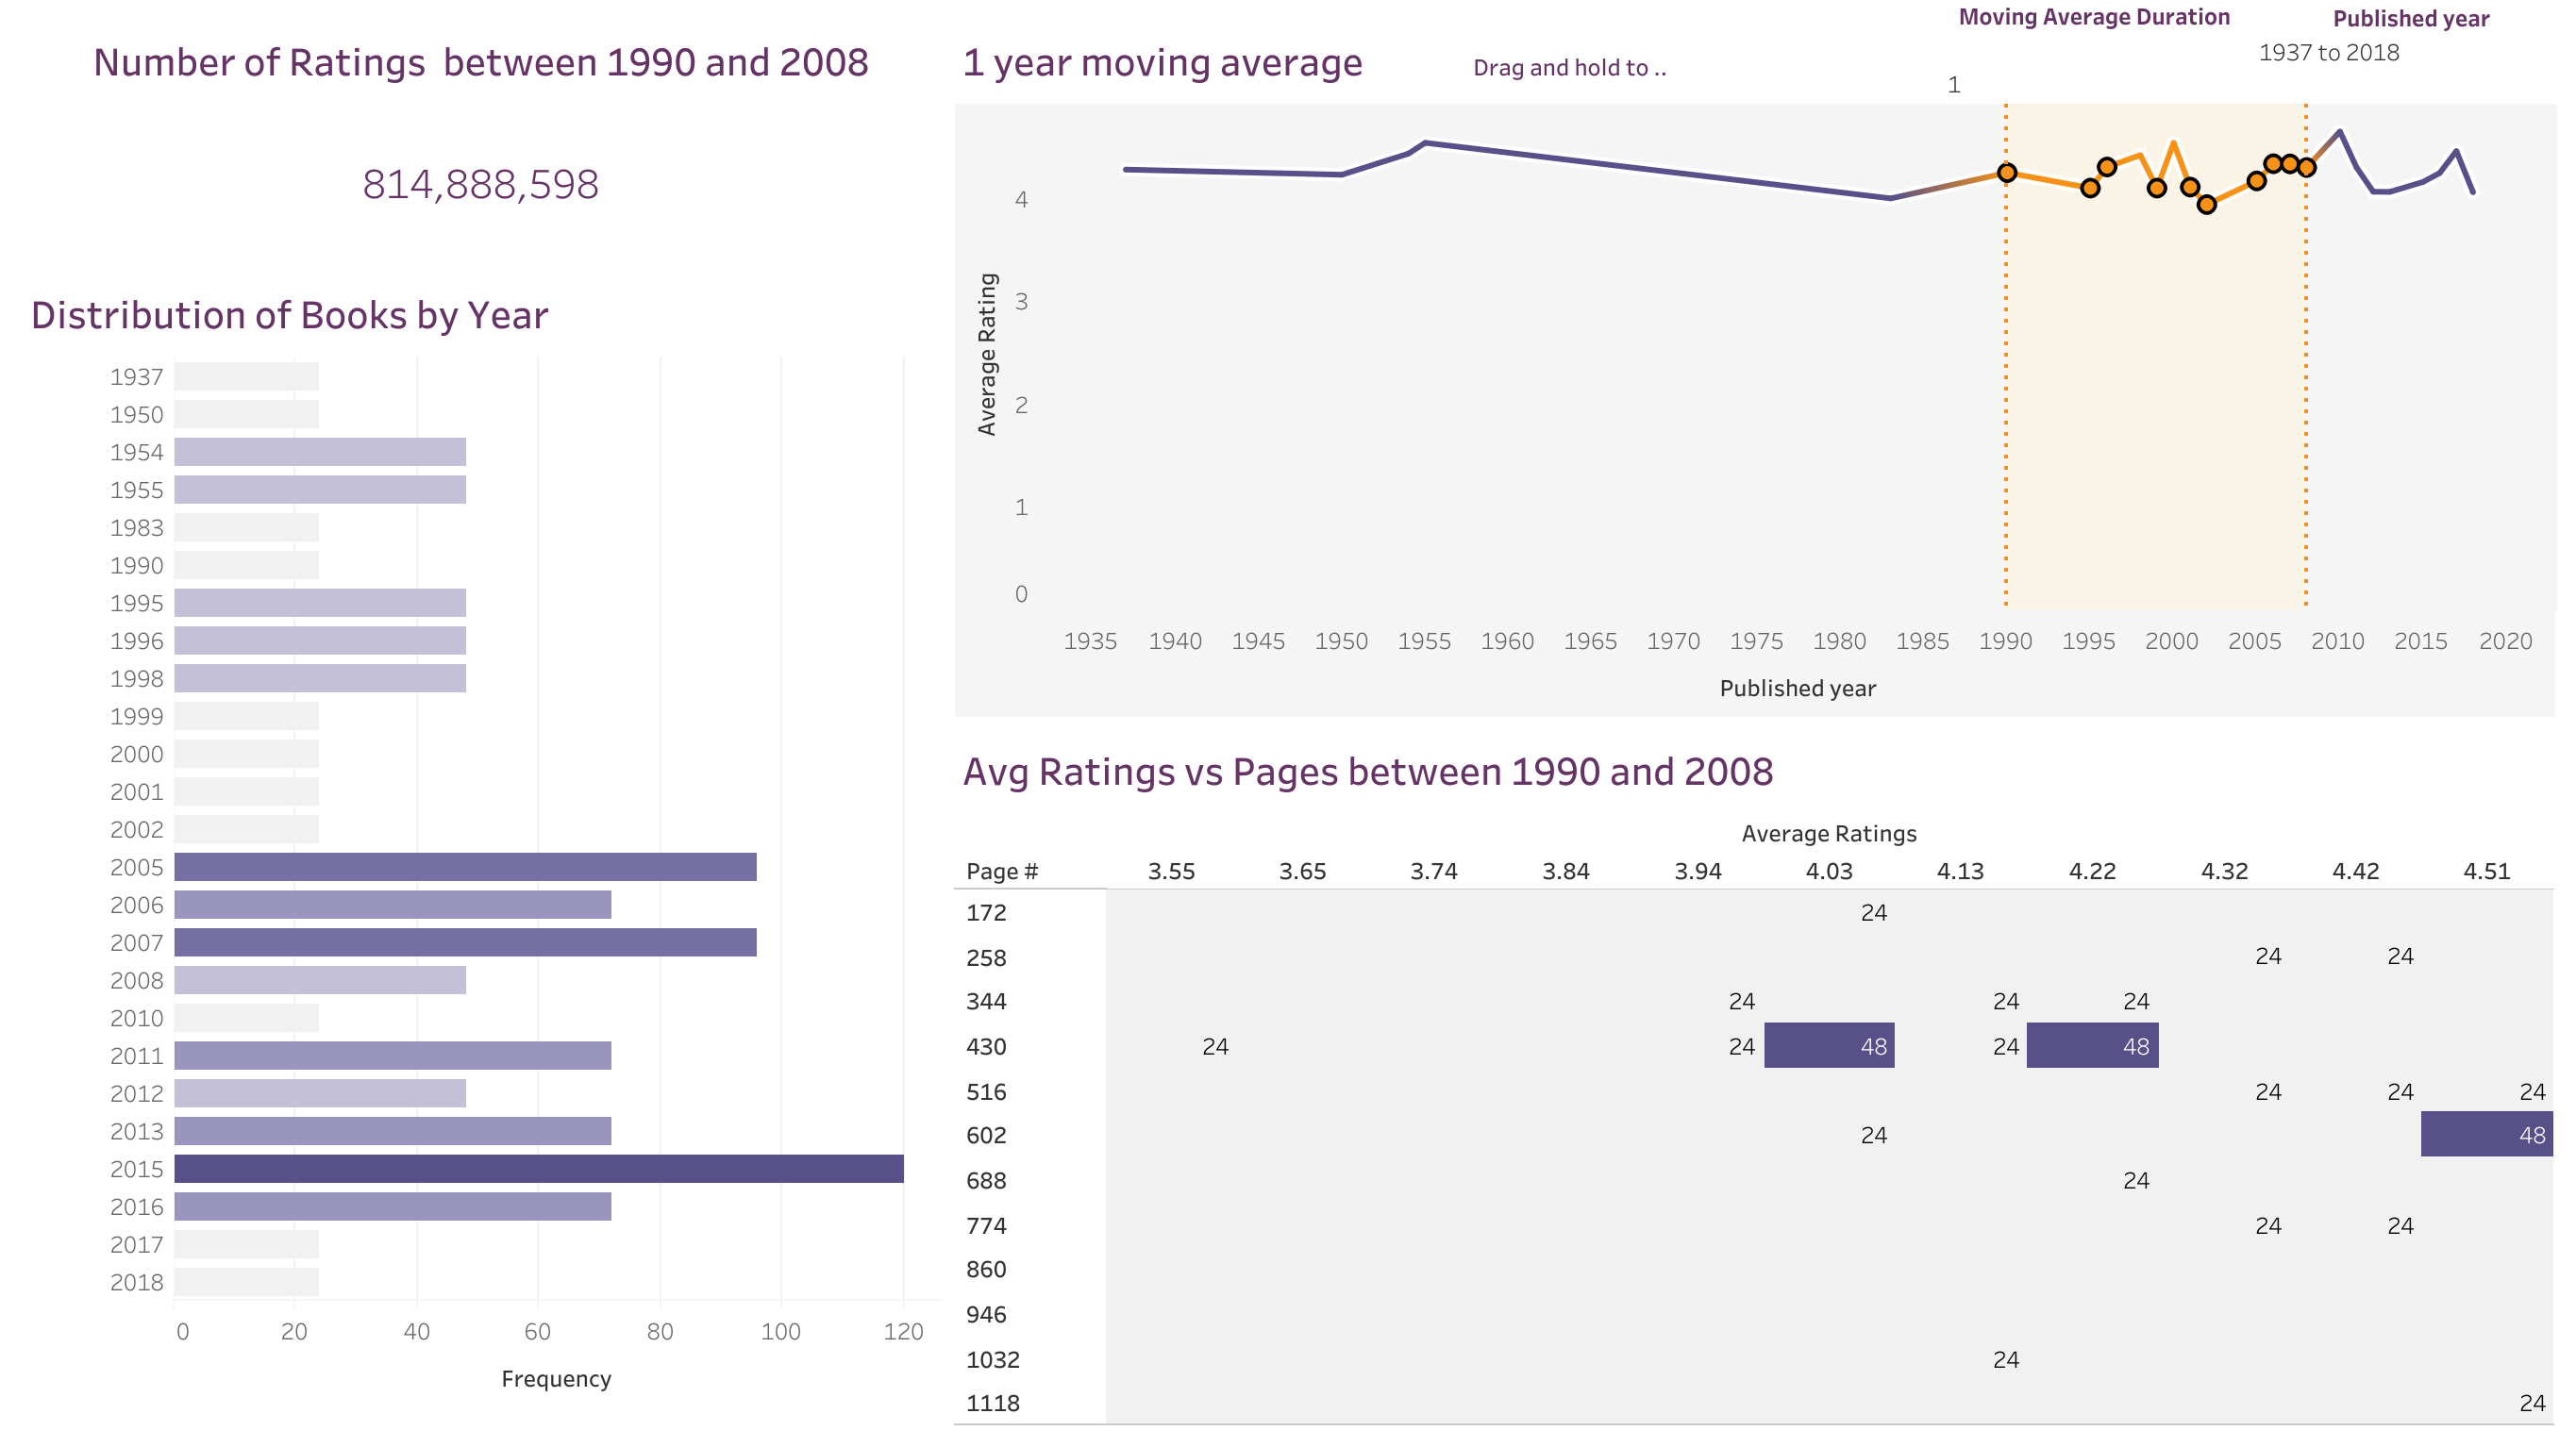 Number of Ratings  between 1990 and 2008
814,888,598
Distribution of Books by Year
1937
1950
1954
1955
1983
1990
1995
1996
1998
1999
2000
2001
2002
2005
2006
2007
2008
2010
2011
2012
2013
2015
2016
2017
2018
0 20 40 60 80 100 120
Frequency
1 year moving average
Drag and hold to ..
Moving Average Duration
1
Published year
1937 to 2018
Average Rating
4
3
2
1
0
1935 1940 1945 1950 1955 1960 1965 1970 1975 1980 1985 1990 1995 2000 2005 2010 2015 2020
Published year
Avg Ratings vs Pages between 1990 and 2008
Average Ratings
Page # 3.55 3.65 3.74 3.84 3.94 4.03 4.13 4.22 4.32 4.42 4.51
172 24
258 24 24
344 24 24 24
430 24 24 48 24 48
516 24 24 24
602 24 48
688 24
774 24 24
860
946
1032 24
1118 24